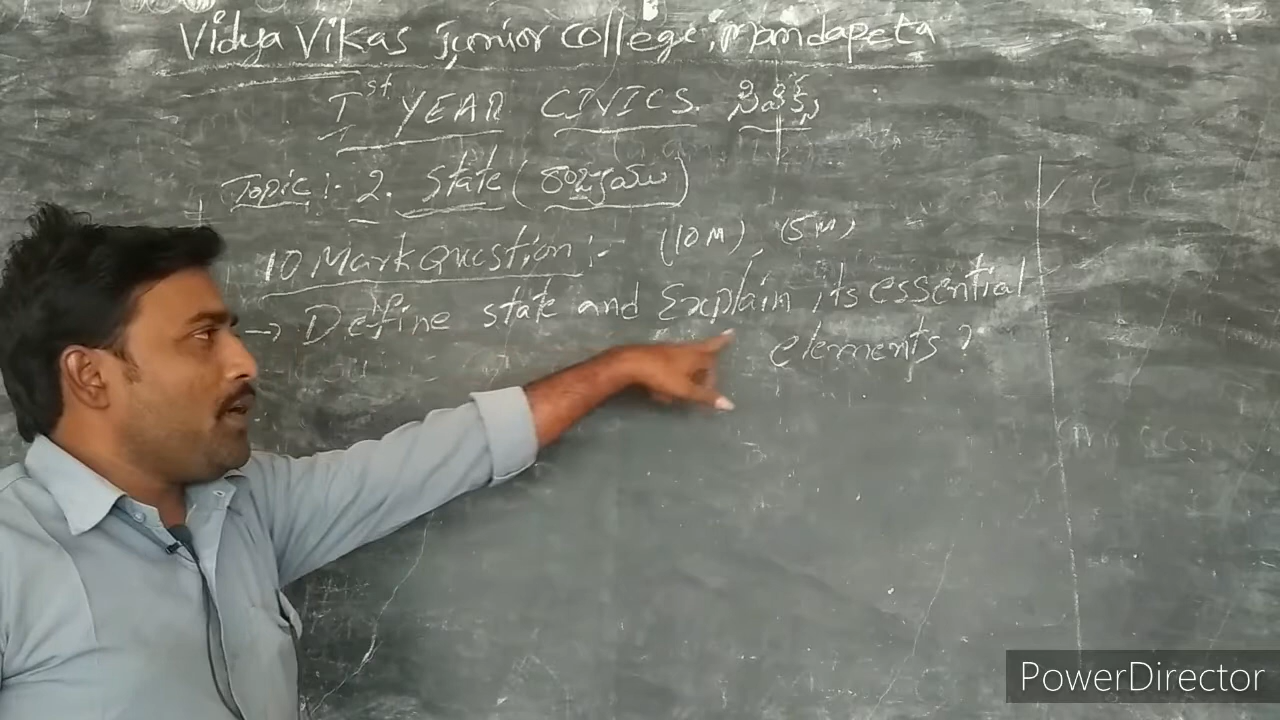 Vidya Vikas junior college, Mandapeta
Ist YEAR CIVICS. సివిక్స్
Topic:- 2. State (రాజ్యము)
10 Mark Question:- (10M), (5M)
→ Define state and Explain its essential
elements?
PowerDirector